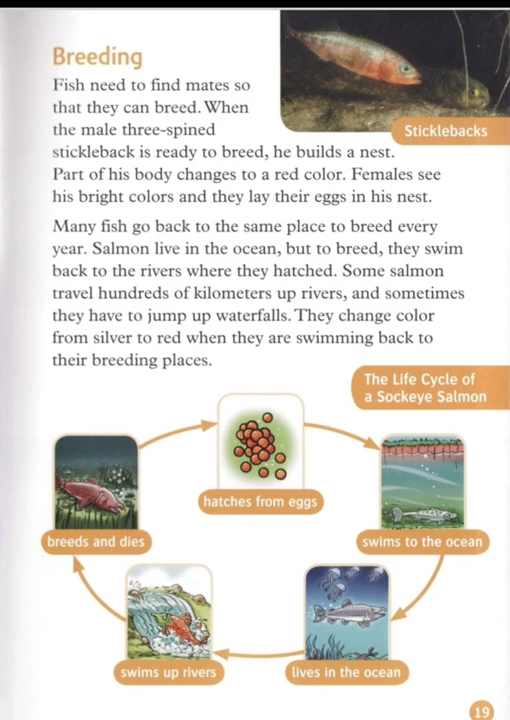 Breeding
Fish need to find mates so
that they can breed. When
the male three-spined
Sticklebacks
stickleback is ready to breed, he builds a nest.
Part of his body changes to a red color. Females see
his bright colors and they lay their eggs in his nest.
Many fish go back to the same place to breed every
year. Salmon live in the ocean, but to breed, they swim
back to the rivers where they hatched. Some salmon
travel hundreds of kilometers up rivers, and sometimes
they have to jump up waterfalls. They change color
from silver to red when they are swimming back to
their breeding places.
The Life Cycle of
a Sockeye Salmon
hatches from eggs
swims to the ocean
lives in the ocean
swims up rivers
breeds and dies
19